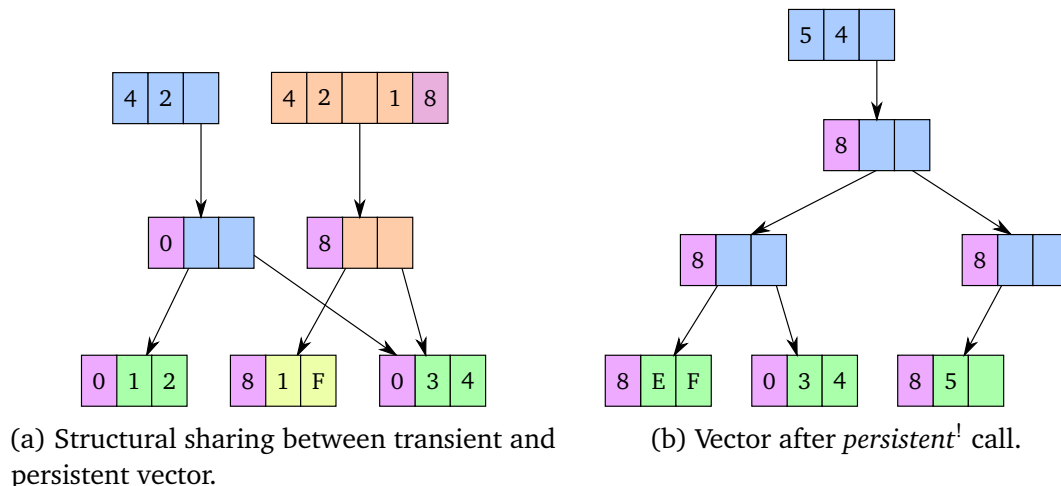 4 2
4 2 1 8
0
8
0 1 2
8 1 F
0 3 4
(a) Structural sharing between transient and
persistent vector.
5 4
8
8
8
8 E F
0 3 4
8 5
(b) Vector after persistent! call.